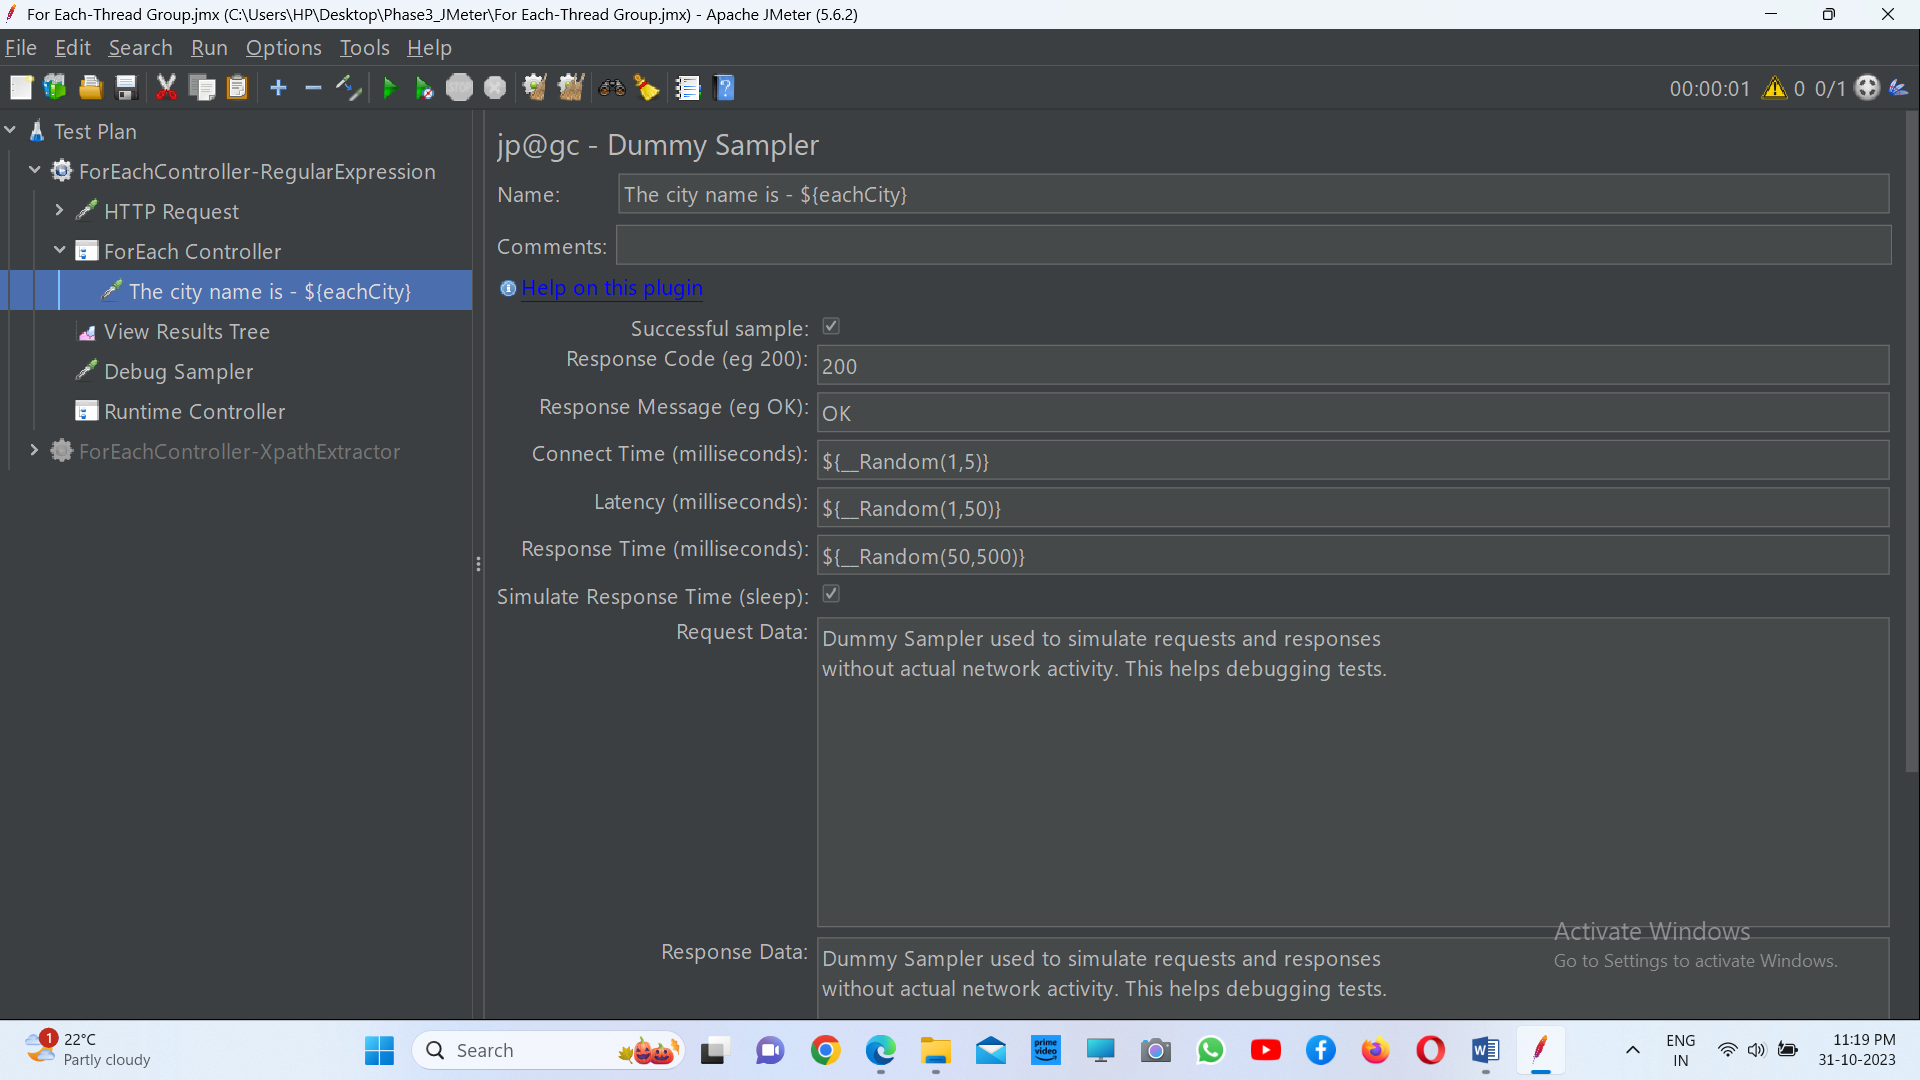 For Each-Thread Group.jmx (C:\Users\HP\Desktop\Phase3_JMeter\For Each-Thread Group.jmx) - Apache JMeter (5.6.2)
File Edit Search Run Options Tools Help
STOP
00:00:01 0 0/1
Test Plan
ForEachController-RegularExpression
HTTP Request
ForEach Controller
The city name is - ${eachCity}
View Results Tree
Debug Sampler
Runtime Controller
ForEachController-XpathExtractor
jp@gc - Dummy Sampler
Name: The city name is - ${eachCity}
Comments:
Help on this plugin
Successful sample:
Response Code (eg 200): 200
Response Message (eg OK): OK
Connect Time (milliseconds): ${__Random(1,5)}
Latency (milliseconds): ${__Random(1,50)}
Response Time (milliseconds): ${__Random(50,500)}
Simulate Response Time (sleep):
Request Data: Dummy Sampler used to simulate requests and responses
without actual network activity. This helps debugging tests.
Response Data: Dummy Sampler used to simulate requests and responses
without actual network activity. This helps debugging tests.
Activate Windows
Go to Settings to activate Windows.
1
22°C
Partly cloudy
Search
prime video
ENG
IN
11:19 PM
31-10-2023